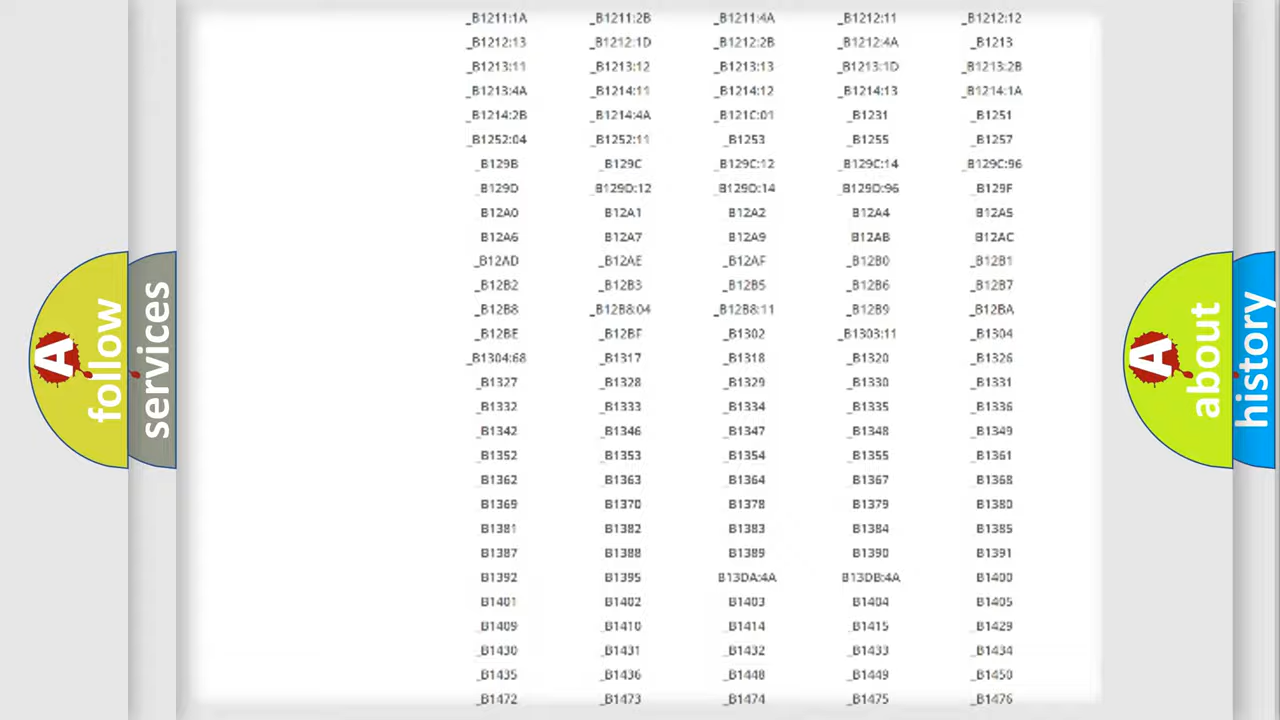 _B1211:1A _B1211:2B _B1211:4A _B1212:11 _B1212:12
_B1212:13 _B1212:1D _B1212:2B _B1212:4A _B1213
_B1213:11 _B1213:12 _B1213:13 _B1213:1D _B1213:2B
_B1213:4A _B1214:11 _B1214:12 _B1214:13 _B1214:1A
_B1214:2B _B1214:4A _B121C:01 _B1231 _B1251
_B1252:04 _B1252:11 _B1253 _B1255 _B1257
_B129B _B129C _B129C:12 _B129C:14 _B129C:96
_B129D B129D:12 _B129D:14 _B129D:96 _B129F
B12A0 B12A1 B12A2 B12A4 B12A5
B12A6 B12A7 B12A9 B12AB B12AC
_B12AD _B12AE _B12AF _B12B0 _B12B1
_B12B2 _B12B3 _B12B5 _B12B6 _B12B7
_B12B8 _B12B8:04 _B12B8:11 _B12B9 _B12BA
_B12BE _B12BF _B1302 _B1303:11 _B1304
_B1304:68 _B1317 _B1318 _B1320 _B1326
_B1327 _B1328 _B1329 _B1330 _B1331
_B1332 _B1333 _B1334 _B1335 _B1336
_B1342 _B1346 _B1347 _B1348 _B1349
_B1352 _B1353 _B1354 _B1355 _B1361
_B1362 _B1363 _B1364 _B1367 _B1368
B1369 B1370 B1378 B1379 B1380
B1381 B1382 B1383 B1384 B1385
B1387 B1388 B1389 B1390 B1391
B1392 B1395 B13DA:4A B13DB:4A B1400
B1401 B1402 B1403 B1404 B1405
_B1409 _B1410 _B1414 _B1415 _B1429
_B1430 _B1431 _B1432 _B1433 _B1434
_B1435 _B1436 _B1448 _B1449 _B1450
_B1472 _B1473 _B1474 _B1475 _B1476
A follow
services
A about
history